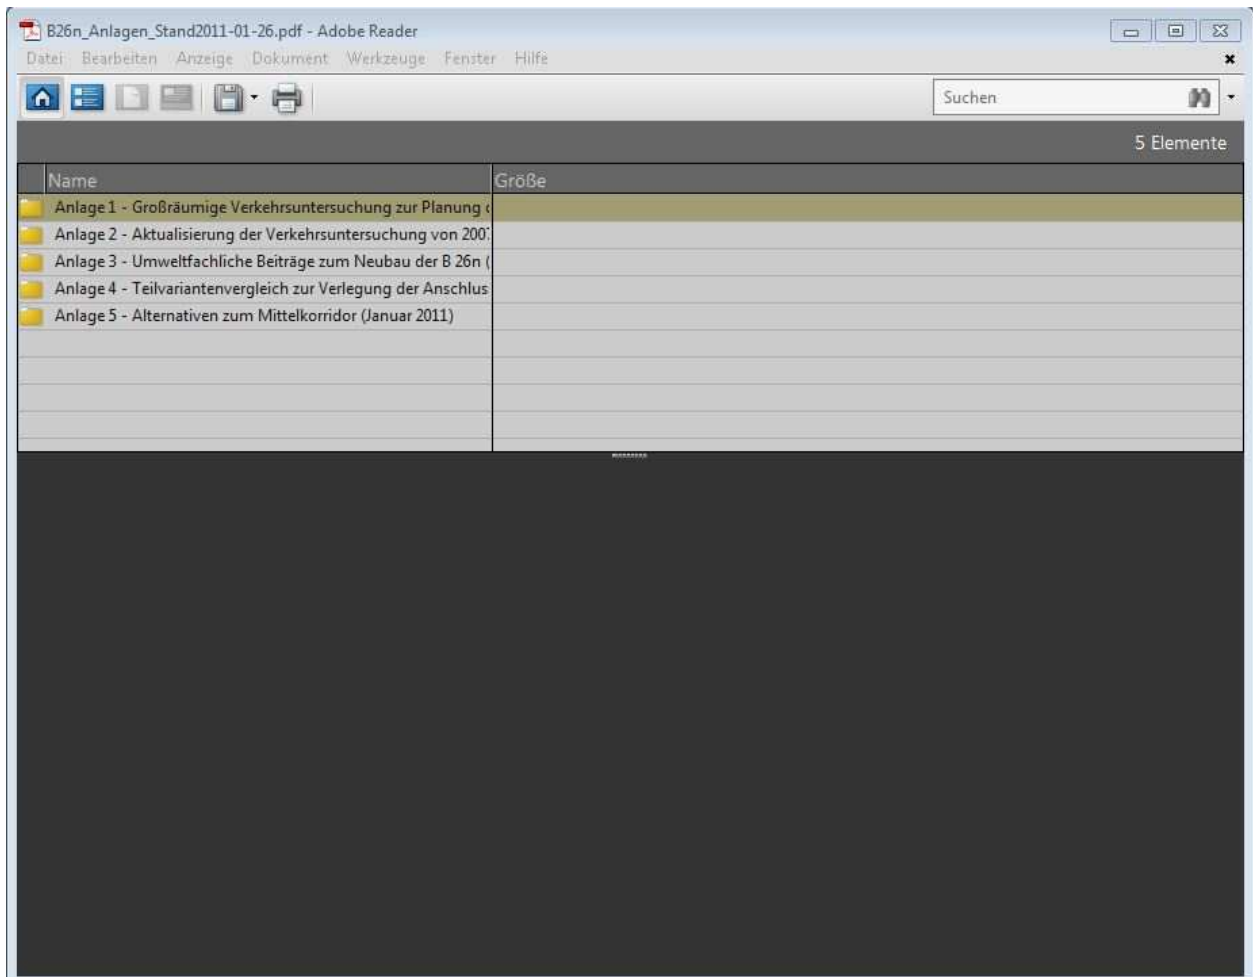 B26n_Anlagen_Stand2011-01-26.pdf - Adobe Reader
Datei Bearbeiten Anzeige Dokument Werkzeuge Fenster Hilfe
Suchen
5 Elemente
Name Größe
Anlage 1 - Großräumige Verkehrsuntersuchung zur Planung
Anlage 2 - Aktualisierung der Verkehrsuntersuchung von 2007
Anlage 3 - Umweltfachliche Beiträge zum Neubau der B 26n (
Anlage 4 - Teilvariantenvergleich zur Verlegung der Anschlus
Anlage 5 - Alternativen zum Mittelkorridor (Januar 2011)